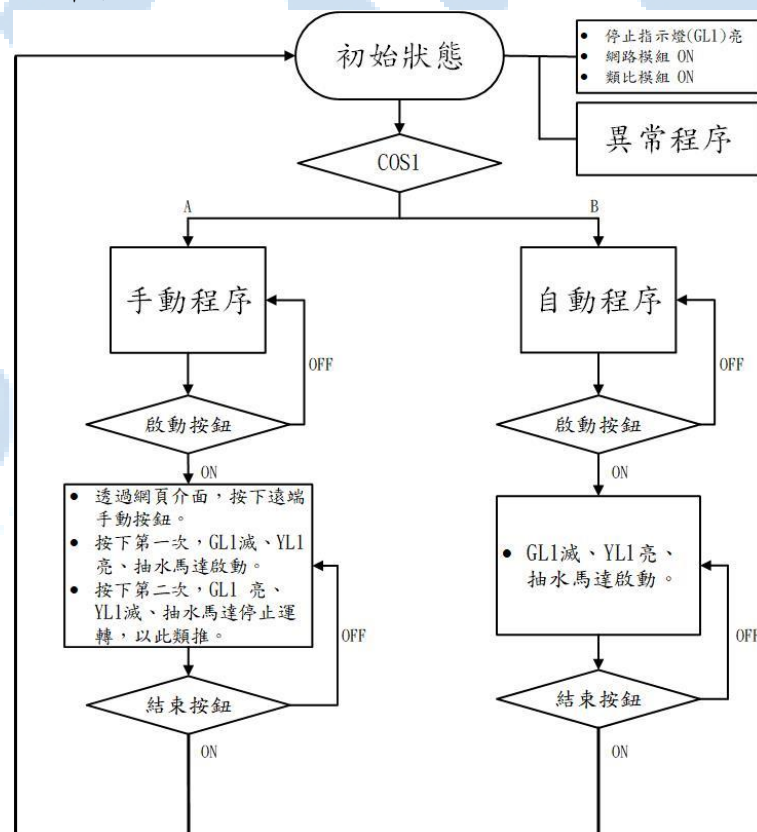 初始狀態
• 停止指示燈(GL1)亮
• 網路模組 ON
• 類比模組 ON
異常程序
COS1
A
B
手動程序
自動程序
OFF
OFF
啟動按鈕
啟動按鈕
ON
ON
• 透過網頁介面，按下遠端
手動按鈕。
• 按下第一次，GL1滅、YL1
亮、抽水馬達啟動。
• 按下第二次，GL1 亮、
YL1滅、抽水馬達停止運
轉，以此類推。
• GL1滅、YL1亮、
抽水馬達啟動。
OFF
OFF
結束按鈕
結束按鈕
ON
ON